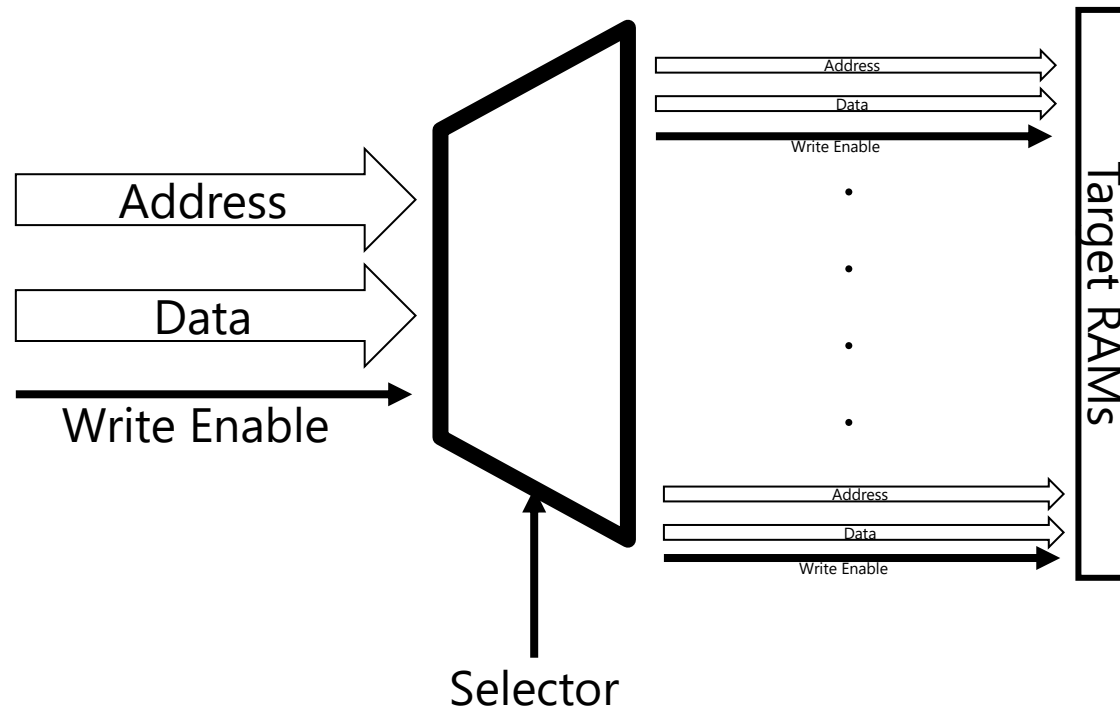 Address
Data
Write Enable
Address
Data
Write Enable
Target RAMs
Address
Data
Write Enable
Selector